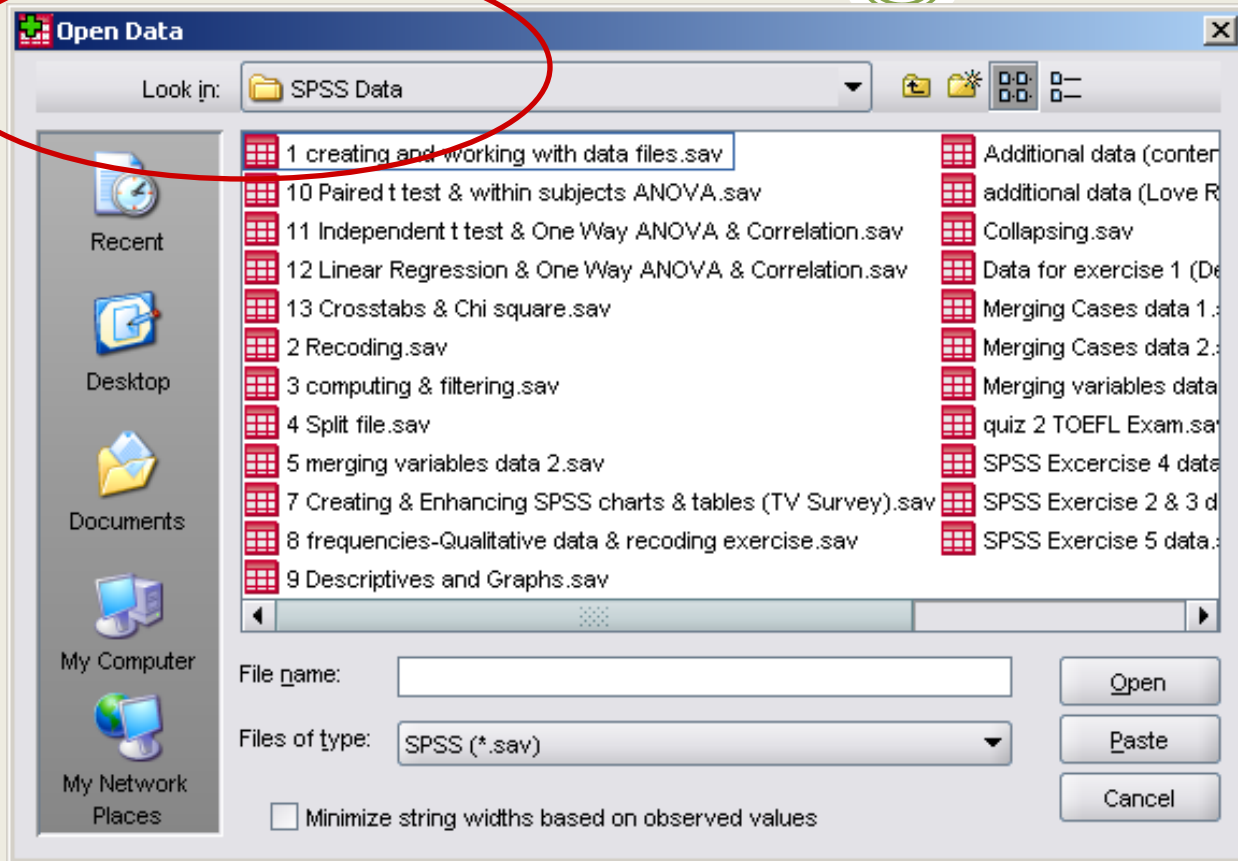 Open Data
Look in: SPSS Data
Recent
Desktop
Documents
My Computer
My Network
Places
1 creating and working with data files.sav
10 Paired t test & within subjects ANOVA.sav
11 Independent t test & One Way ANOVA & Correlation.sav
12 Linear Regression & One Way ANOVA & Correlation.sav
13 Crosstabs & Chi square.sav
2 Recoding.sav
3 computing & filtering.sav
4 Split file.sav
5 merging variables data 2.sav
7 Creating & Enhancing SPSS charts & tables (TV Survey).sav
8 frequencies-Qualitative data & recoding exercise.sav
9 Descriptives and Graphs.sav
Additional data (conter
additional data (Love R
Collapsing.sav
Data for exercise 1 (De
Merging Cases data 1.
Merging Cases data 2.
Merging variables data
quiz 2 TOEFL Exam.sa
SPSS Excercise 4 data
SPSS Exercise 2 & 3 d
SPSS Exercise 5 data.
File name:
Open
Files of type: SPSS (*.sav)
Paste
Minimize string widths based on observed values
Cancel